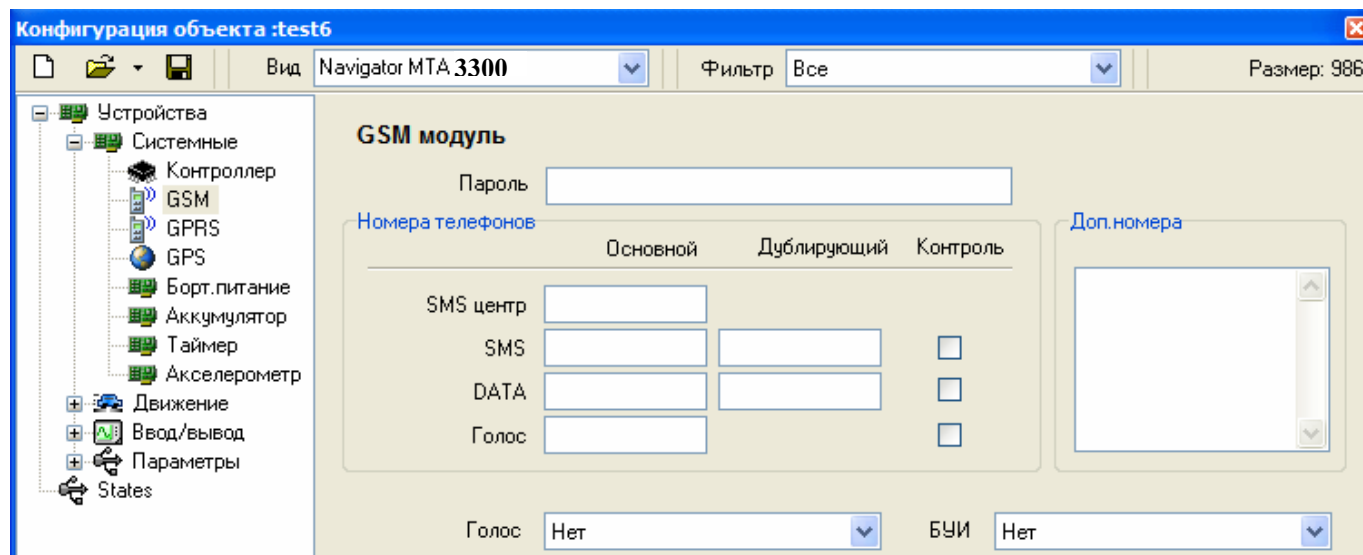 Конфигурация объекта :test6
Вид Navigator MTA 3300 Фильтр Все Размер: 986
Устройства
Системные
Контроллер
GSM
GPRS
GPS
Борт.питание
Аккумулятор
Таймер
Акселерометр
Движение
Ввод/вывод
Параметры
States
GSM модуль
Пароль
Номера телефонов
Основной Дублирующий Контроль
SMS центр
SMS
DATA
Голос
Доп.номера
Голос Нет БУИ Нет